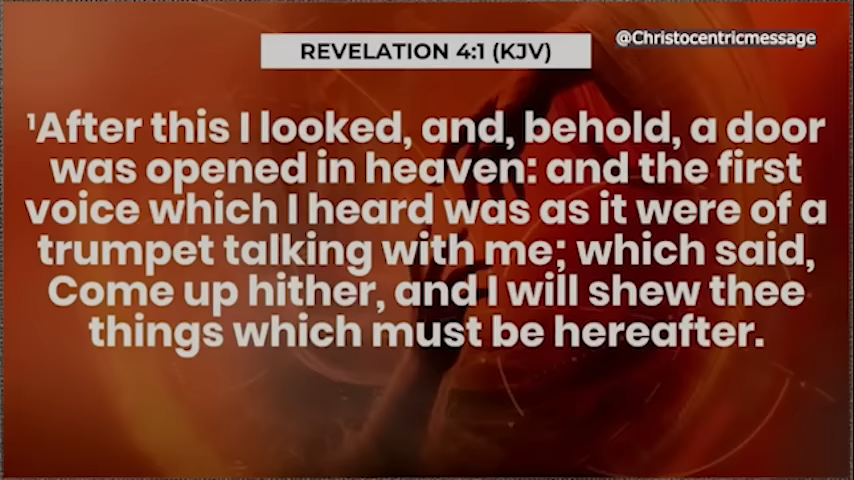 @Christocentricmessage
REVELATION 4:1 (KJV)
¹After this I looked, and, behold, a door
was opened in heaven: and the first
voice which I heard was as it were of a
trumpet talking with me; which said,
Come up hither, and I will shew thee
things which must be hereafter.